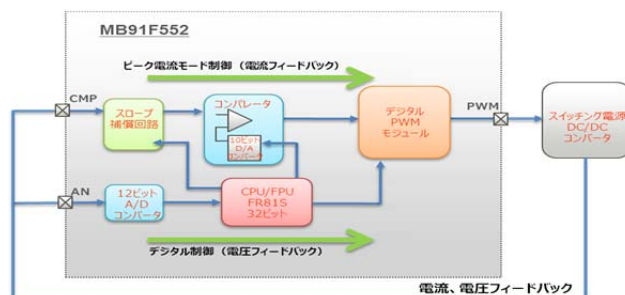 MB91F552
ピーク電流モード制御（電流フィードバック）
CMP
スロープ
補償回路
コンパレータ
10ビット
D/A
コンバータ
デジタル
PWM
モジュール
PWM
スイッチング電源
DC/DC
コンバータ
AN
12ビット
A/D
コンバータ
CPU/FPU
FR81S
32ビット
デジタル制御（電圧フィードバック）
電流、電圧フィードバック